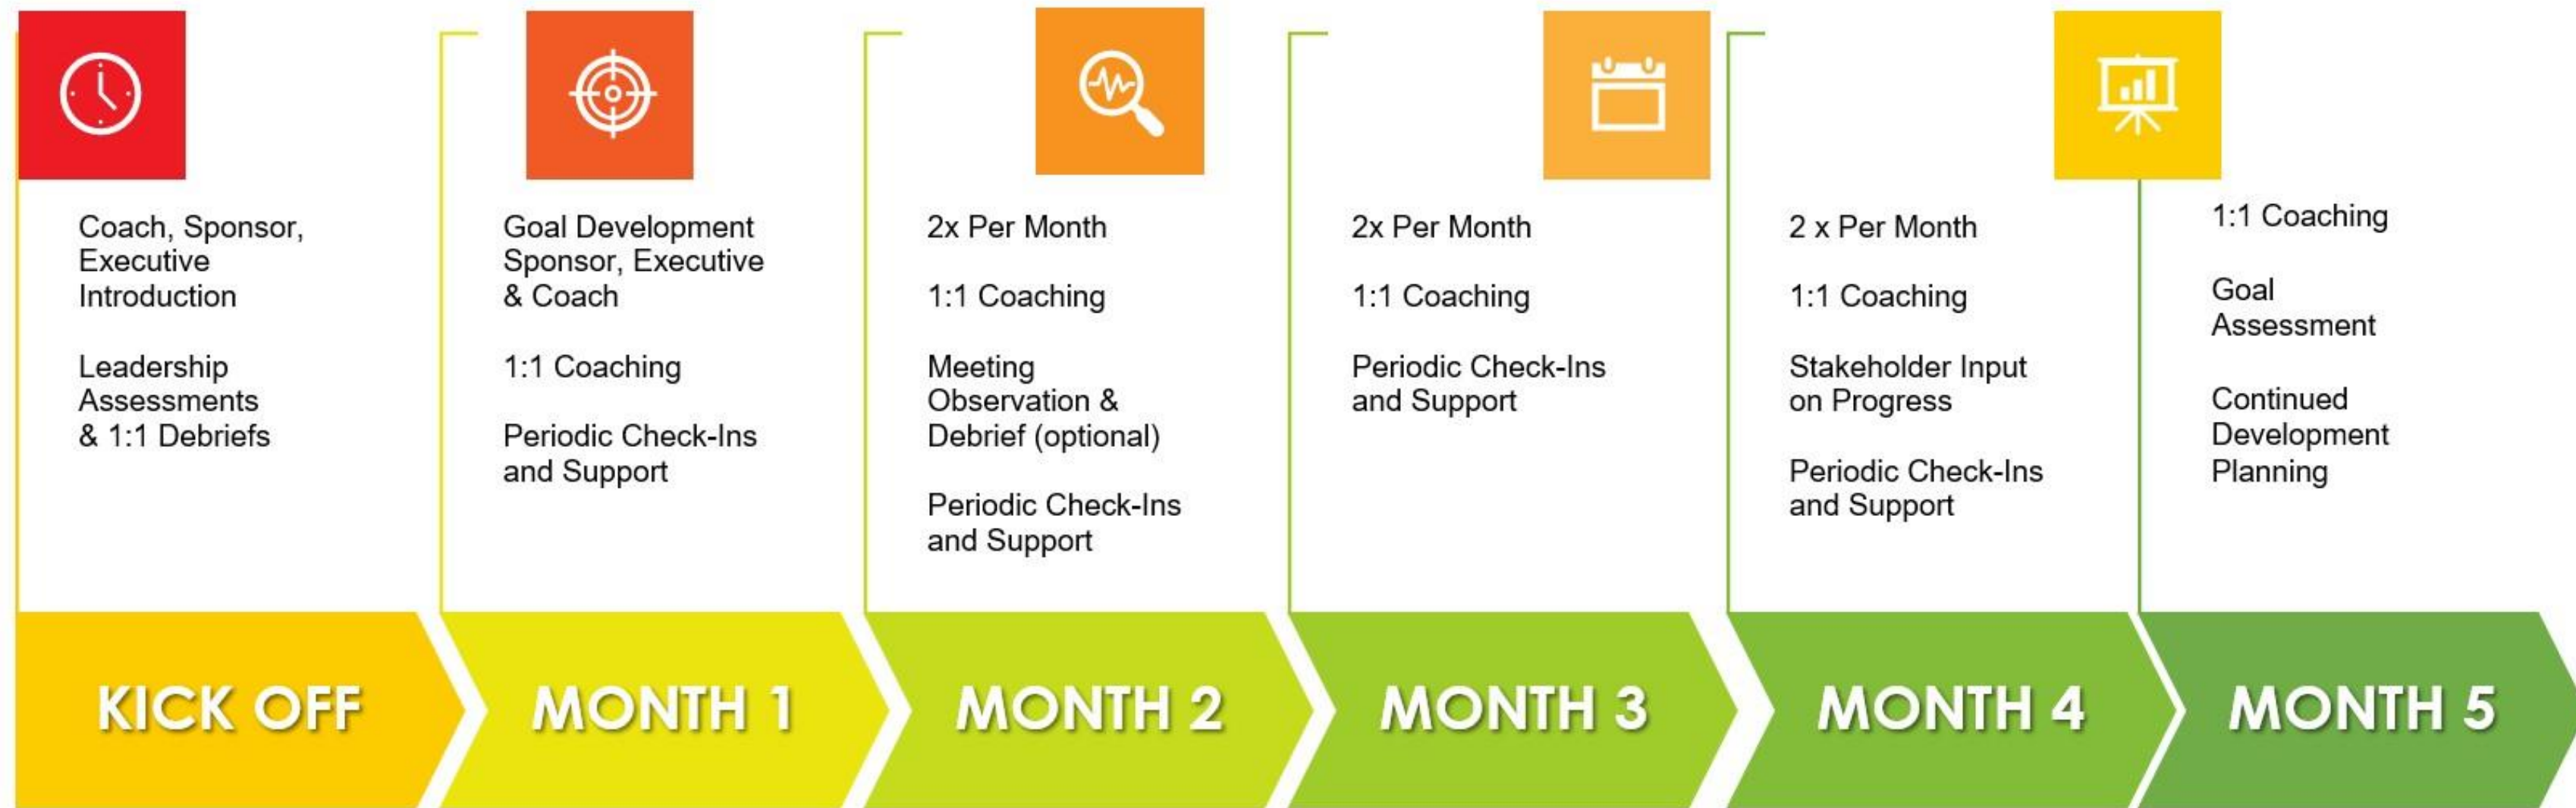 Coach, Sponsor,
Executive
Introduction
Leadership
Assessments
& 1:1 Debriefs
KICK OFF
Goal Development
Sponsor, Executive
& Coach
1:1 Coaching
Periodic Check-Ins
and Support
MONTH 1
2x Per Month
1:1 Coaching
Meeting
Observation &
Debrief (optional)
Periodic Check-Ins
and Support
MONTH 2
2x Per Month
1:1 Coaching
Periodic Check-Ins
and Support
MONTH 3
2 x Per Month
1:1 Coaching
Stakeholder Input
on Progress
Periodic Check-Ins
and Support
MONTH 4
1:1 Coaching
Goal
Assessment
Continued
Development
Planning
MONTH 5